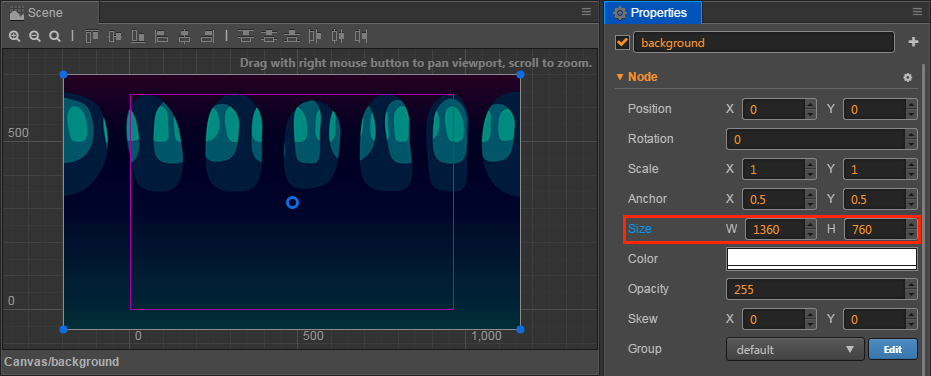 Scene
Drag with right mouse button to pan viewport, scroll to zoom.
500
0
0
500
1,000
Canvas/background
Properties
background
Node
Position X 0 Y 0
Rotation 0
Scale X 1 Y 1
Anchor X 0.5 Y 0.5
Size W 1360 H 760
Color
Opacity 255
Skew X 0 Y 0
Group default Edit